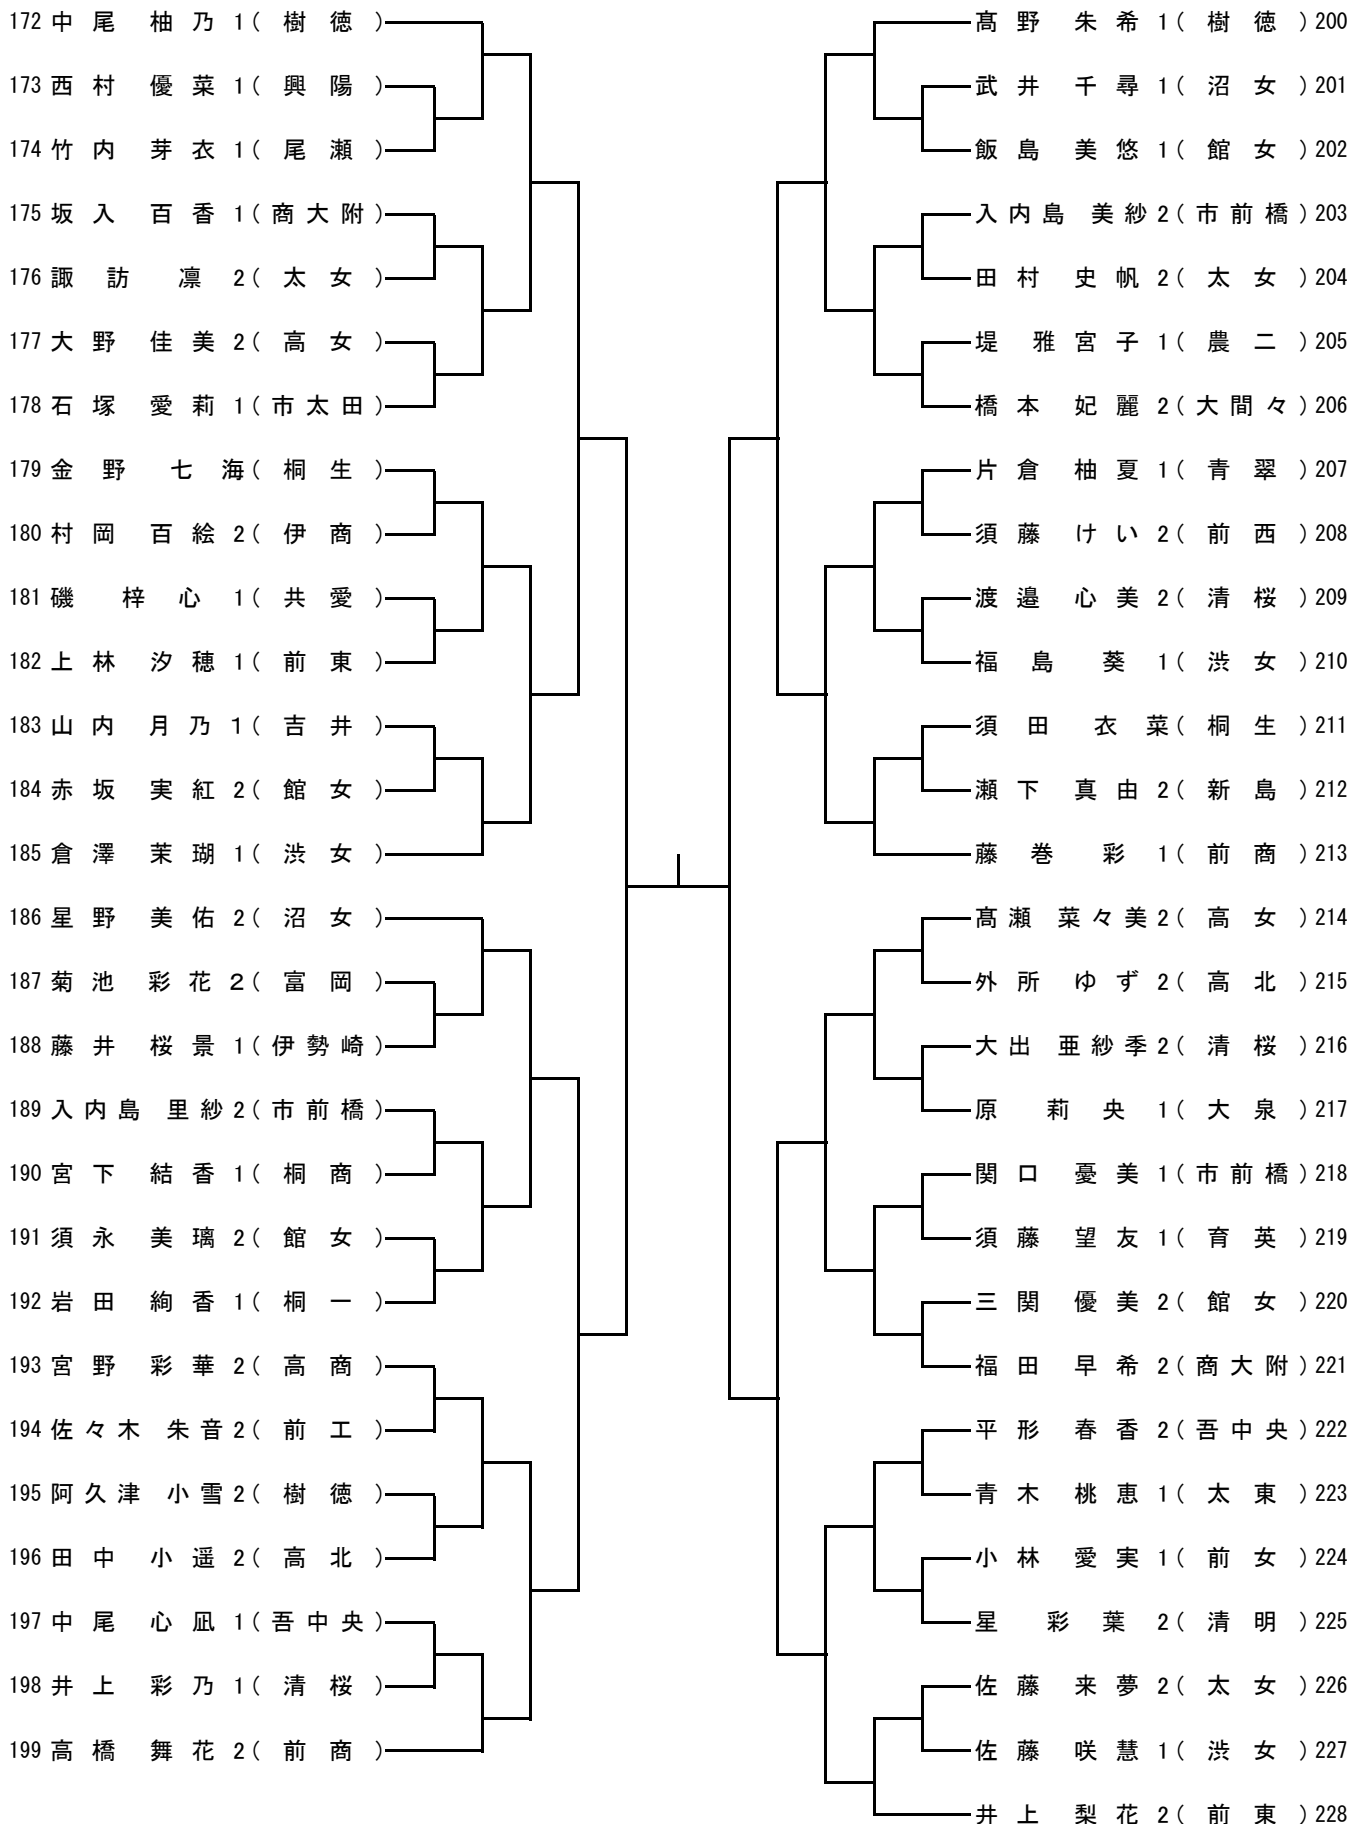 172 中尾 柚乃 1 ( 樹徳 )
173 西村 優菜 1 ( 興陽 )
174 竹内 芽衣 1 ( 尾瀬 )
175 坂入 百香 1 ( 商大附 )
176 諏訪 凛 2 ( 太女 )
177 大野 佳美 2 ( 高女 )
178 石塚 愛莉 1 ( 市太田 )
179 金野 七海 ( 桐生 )
180 村岡 百絵 2 ( 伊商 )
181 磯 梓心 1 ( 共愛 )
182 上林 汐穂 1 ( 前東 )
183 山内 月乃 1 ( 吉井 )
184 赤坂 実紅 2 ( 館女 )
185 倉澤 茉瑚 1 ( 渋女 )
186 星野 美佑 2 ( 沼女 )
187 菊池 彩花 2 ( 富岡 )
188 藤井 桜景 1 ( 伊勢崎 )
189 入内島 里紗 2 ( 市前橋 )
190 宮下 結香 1 ( 桐商 )
191 須永 美璃 2 ( 館女 )
192 岩田 絢香 1 ( 桐一 )
193 宮野 彩華 2 ( 高商 )
194 佐々木 朱音 2 ( 前工 )
195 阿久津 小雪 2 ( 樹徳 )
196 田中 小遥 2 ( 高北 )
197 中尾 心凪 1 ( 吾中央 )
198 井上 彩乃 1 ( 清桜 )
199 高橋 舞花 2 ( 前商 )
髙野 朱希 1 ( 樹徳 ) 200
武井 千尋 1 ( 沼女 ) 201
飯島 美悠 1 ( 館女 ) 202
入内島 美紗 2 ( 市前橋 ) 203
田村 史帆 2 ( 太女 ) 204
堤 雅宮子 1 ( 農二 ) 205
橋本 妃麗 2 ( 大間々 ) 206
片倉 柚夏 1 ( 青翠 ) 207
須藤 けい 2 ( 前西 ) 208
渡邉 心美 2 ( 清桜 ) 209
福島 葵 1 ( 渋女 ) 210
須田 衣菜 ( 桐生 ) 211
瀬下 真由 2 ( 新島 ) 212
藤巻 彩 1 ( 前商 ) 213
髙瀬 菜々美 2 ( 高女 ) 214
外所 ゆず 2 ( 高北 ) 215
大出 亜紗季 2 ( 清桜 ) 216
原 莉央 1 ( 大泉 ) 217
関口 憂美 1 ( 市前橋 ) 218
須藤 望友 1 ( 育英 ) 219
三関 優美 2 ( 館女 ) 220
福田 早希 2 ( 商大附 ) 221
平形 春香 2 ( 吾中央 ) 222
青木 桃恵 1 ( 太東 ) 223
小林 愛実 1 ( 前女 ) 224
星 彩葉 2 ( 清明 ) 225
佐藤 来夢 2 ( 太女 ) 226
佐藤 咲慧 1 ( 渋女 ) 227
井上 梨花 2 ( 前東 ) 228